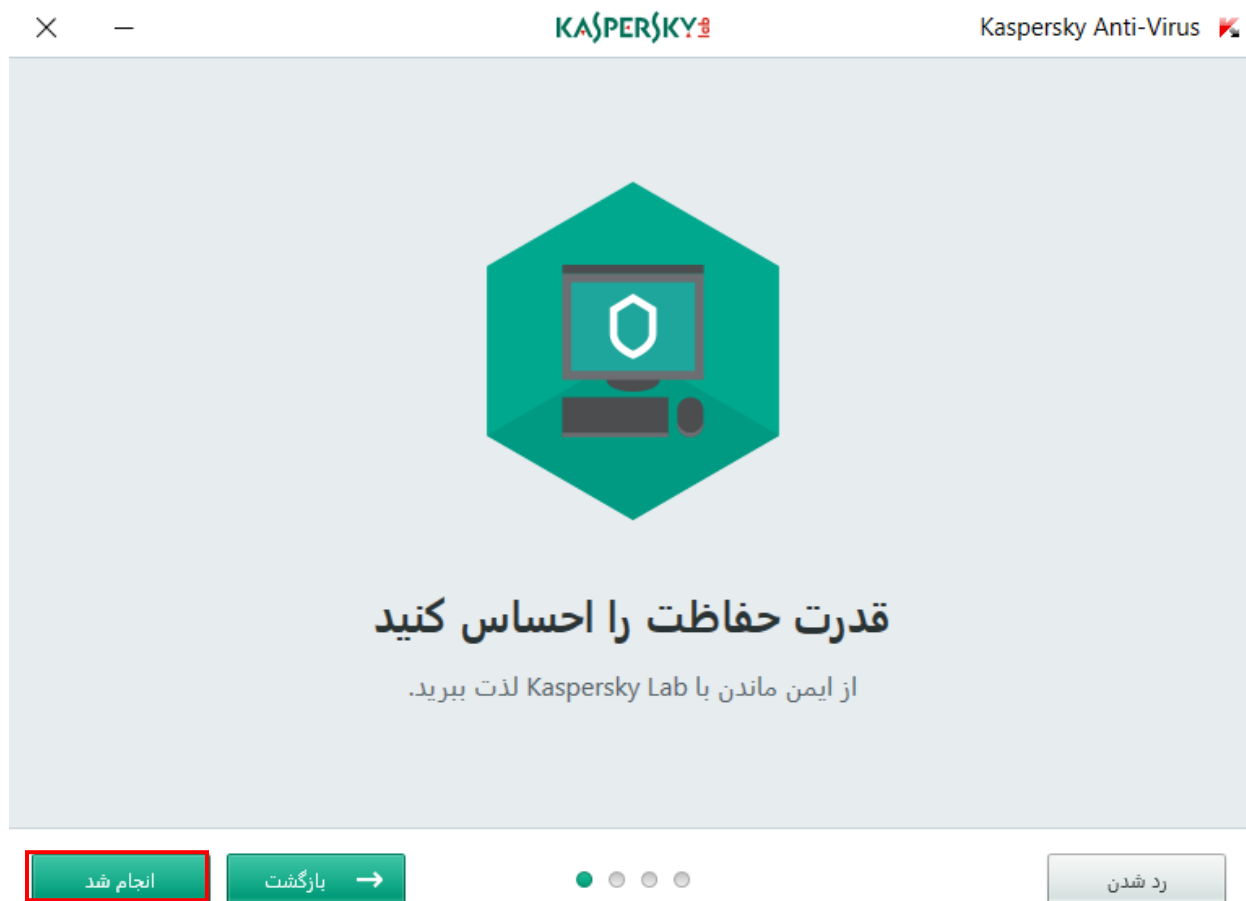 Kaspersky Anti-Virus
KASPERSKY lab
قدرت حفاظت را احساس کنید
از ایمن ماندن با Kaspersky Lab لذت ببرید.
رد شدن
بازگشت
انجام شد